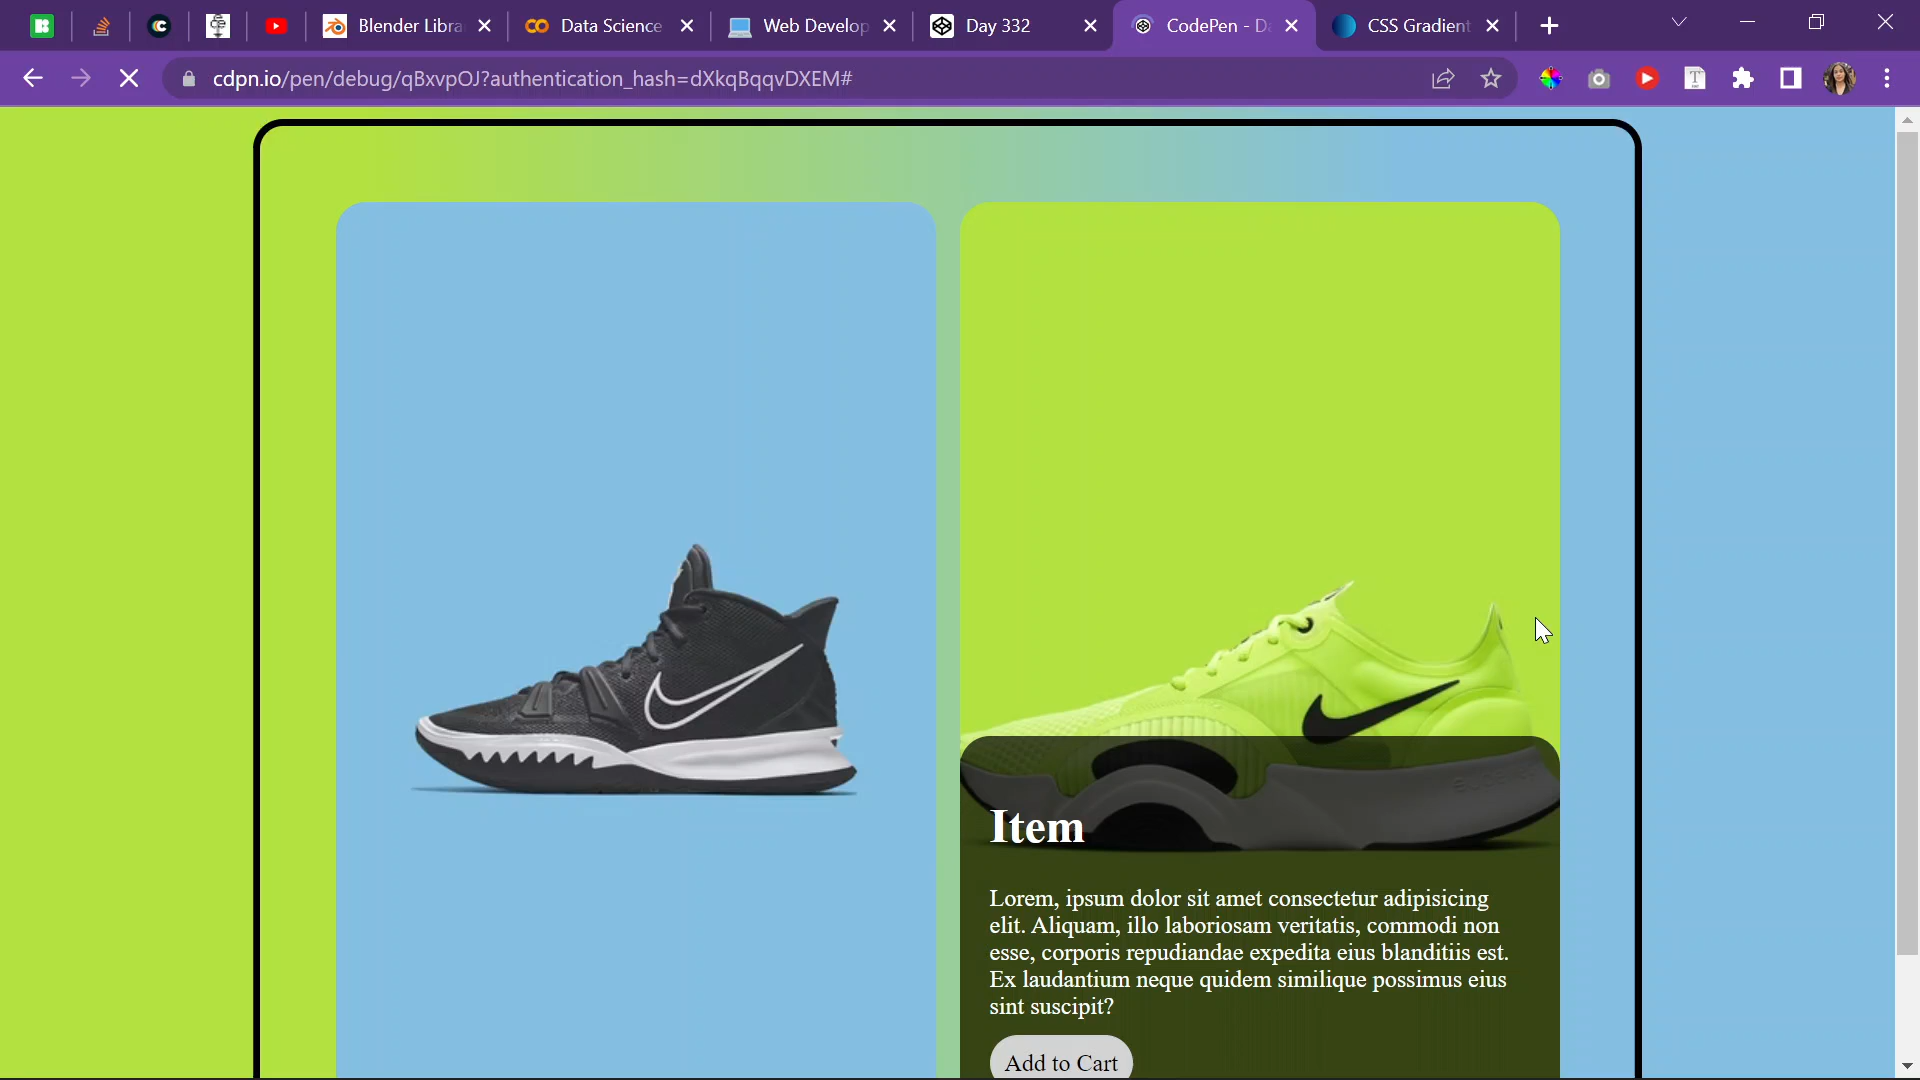 Blender Libra
Data Science
Web Develop
Day 332
CodePen - Da
CSS Gradient
cdpn.io/pen/debug/qBxvpOJ?authentication_hash=dXkqBqqvDXEM#
Item
Lorem, ipsum dolor sit amet consectetur adipisicing
elit. Aliquam, illo laboriosam veritatis, commodi non
esse, corporis repudiandae expedita eius blanditiis est.
Ex laudantium neque quidem similique possimus eius
sint suscipit?
Add to Cart